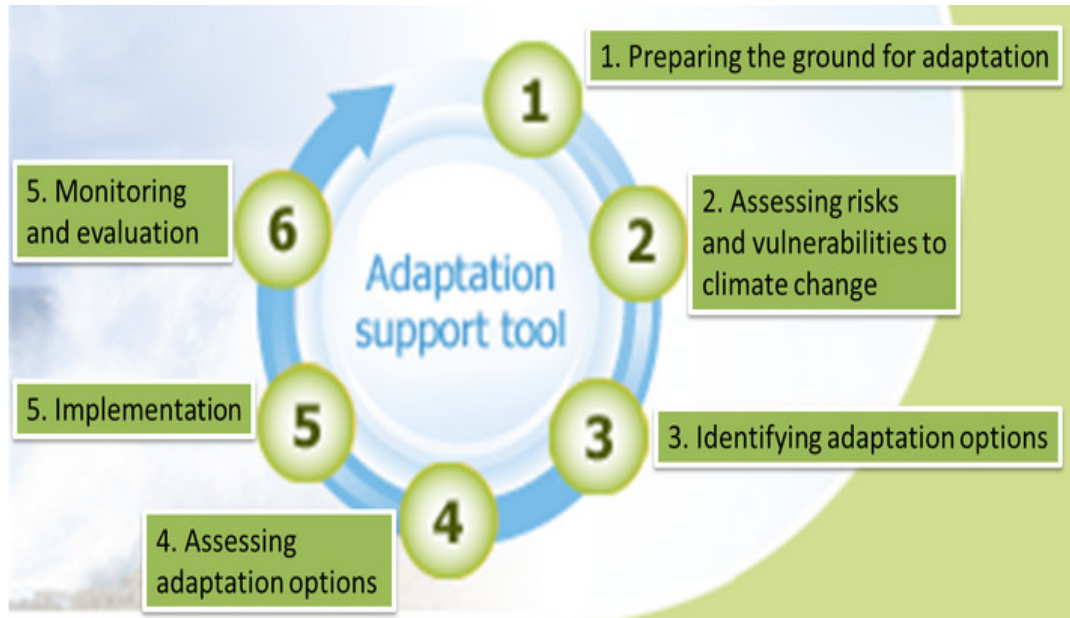 1
1. Preparing the ground for adaptation
2
2. Assessing risks
and vulnerabilities to
climate change
3
3. Identifying adaptation options
4
4. Assessing
adaptation options
5
5. Implementation
6
5. Monitoring
and evaluation
Adaptation
support tool